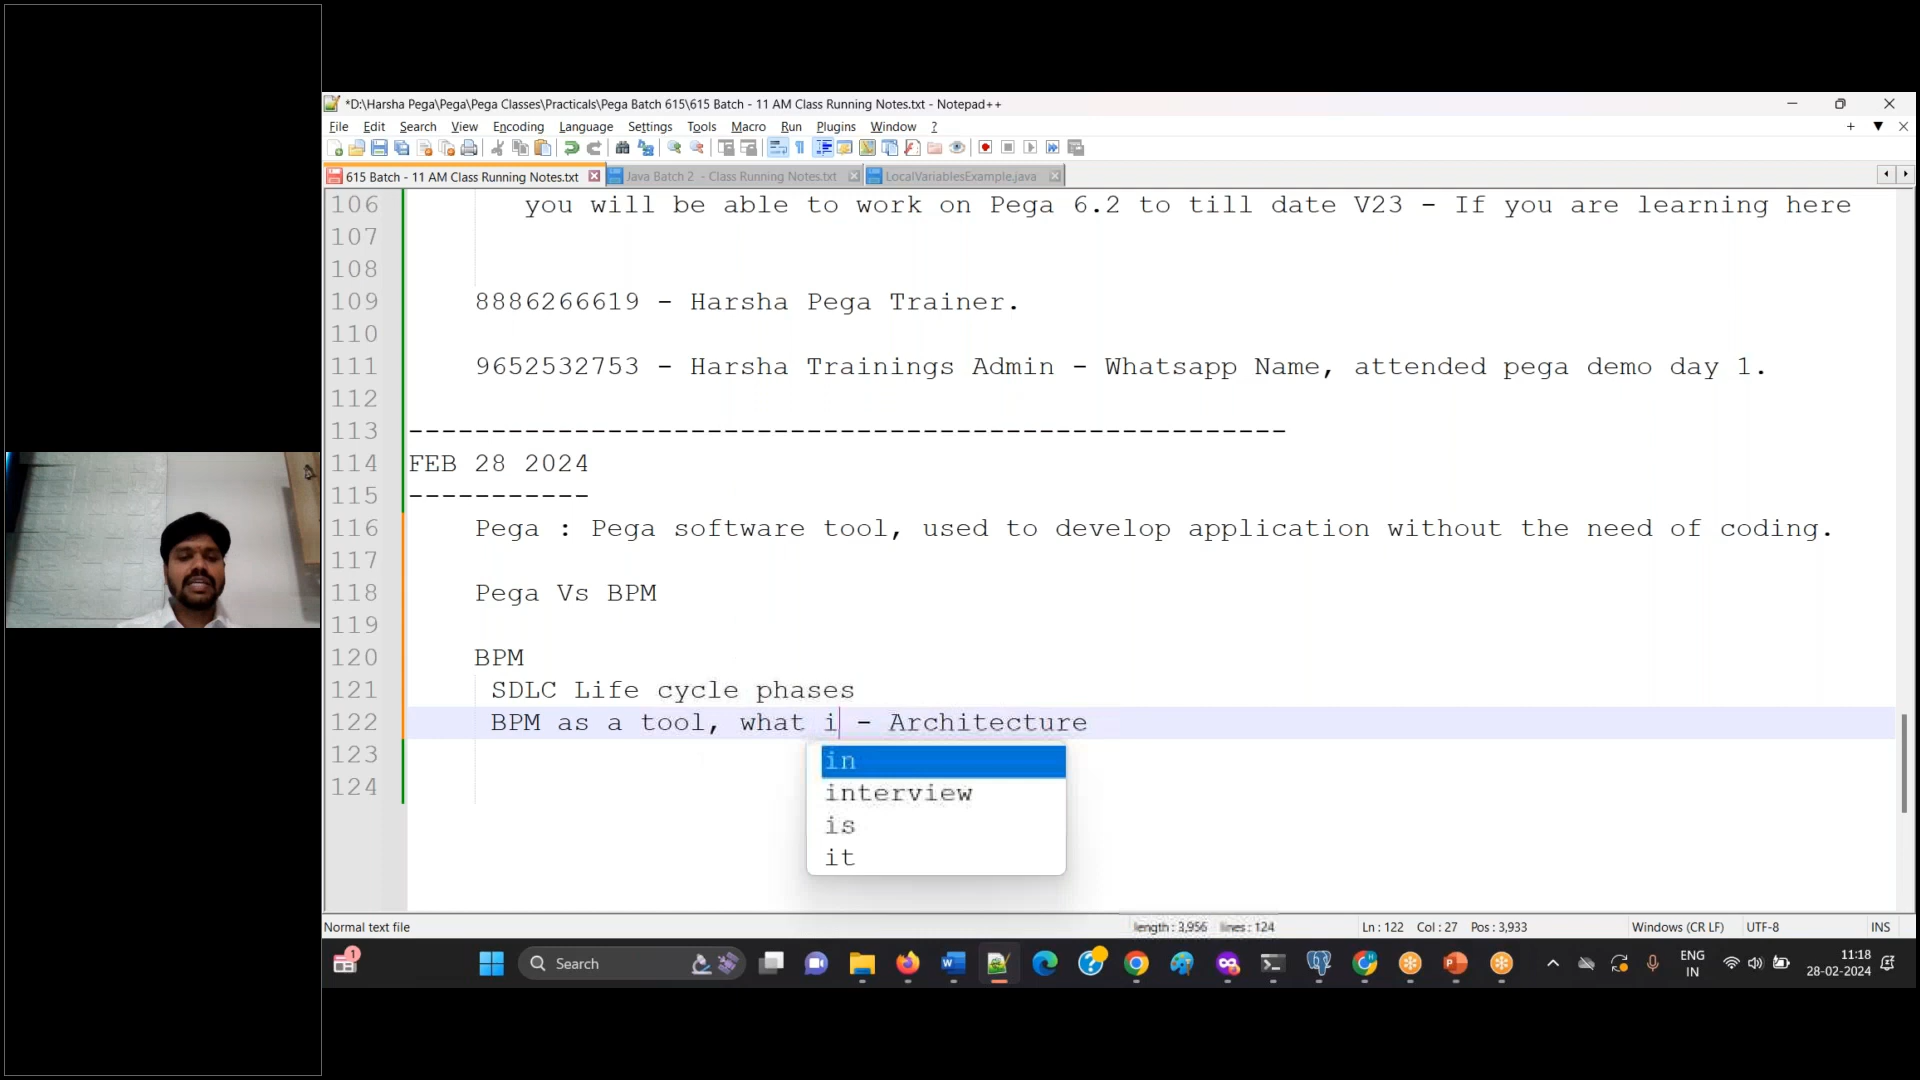 *D:\Harsha Pega\Pega\Pega Classes\Practicals\Pega Batch 615\615 Batch - 11 AM Class Running Notes.txt - Notepad++
File Edit Search View Encoding Language Settings Tools Macro Run Plugins Window ?
615 Batch - 11 AM Class Running Notes.txt Java Batch 2 - Class Running Notes.txt LocalVariablesExample.java
106 you will be able to work on Pega 6.2 to till date V23 - If you are learning here
107
108
109 8886266619 - Harsha Pega Trainer.
110
111 9652532753 - Harsha Trainings Admin - Whatsapp Name, attended pega demo day 1.
112
113 -----------------------------------------------------
114 FEB 28 2024
115 -----------
116 Pega : Pega software tool, used to develop application without the need of coding.
117
118 Pega Vs BPM
119
120 BPM
121 SDLC Life cycle phases
122 BPM as a tool, what i - Architecture
123 in
interview
124 is
it
Normal text file length : 3,956 lines : 124 Ln : 122 Col : 27 Pos : 3,933 Windows (CR LF) UTF-8 INS
1 Search ENG IN 11:18 28-02-2024